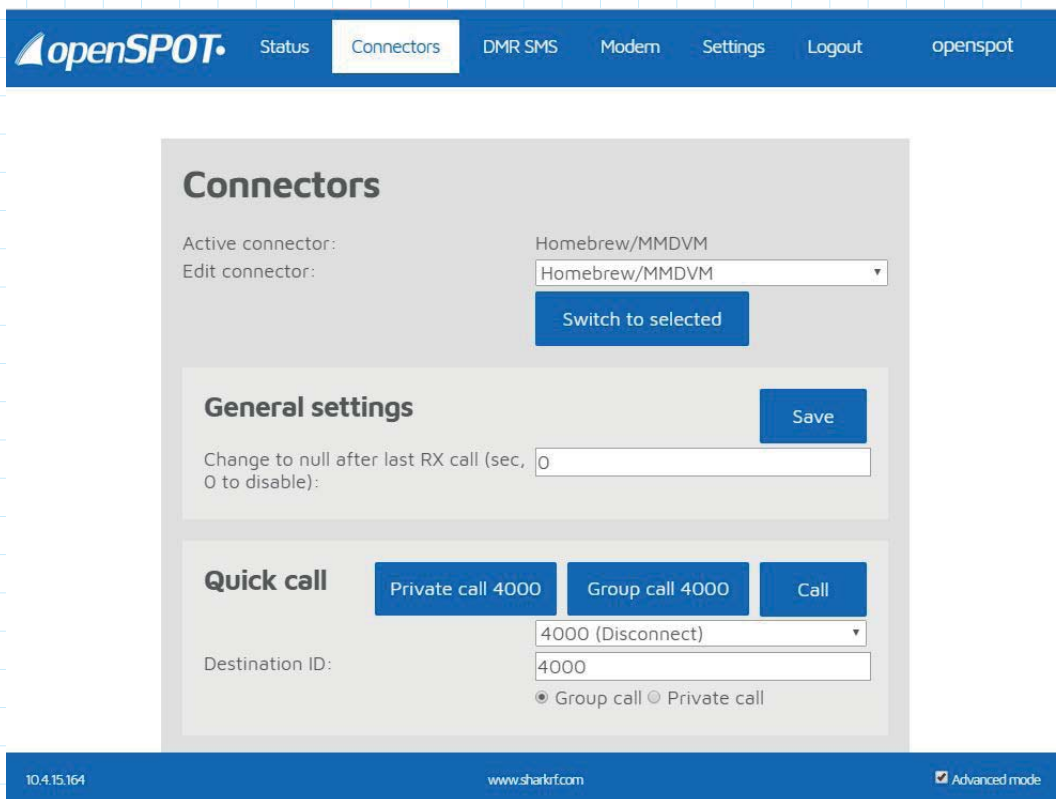 openSPOT
Status
Connectors
DMR SMS
Modem
Settings
Logout
openspot
Connectors
Active connector:
Homebrew/MMDVM
Edit connector:
Homebrew/MMDVM
Switch to selected
General settings
Save
Change to null after last RX call (sec,
0 to disable):
0
Quick call
Private call 4000
Group call 4000
Call
4000 (Disconnect)
Destination ID:
4000
Group call
Private call
10.4.15.164
www.sharkrf.com
Advanced mode